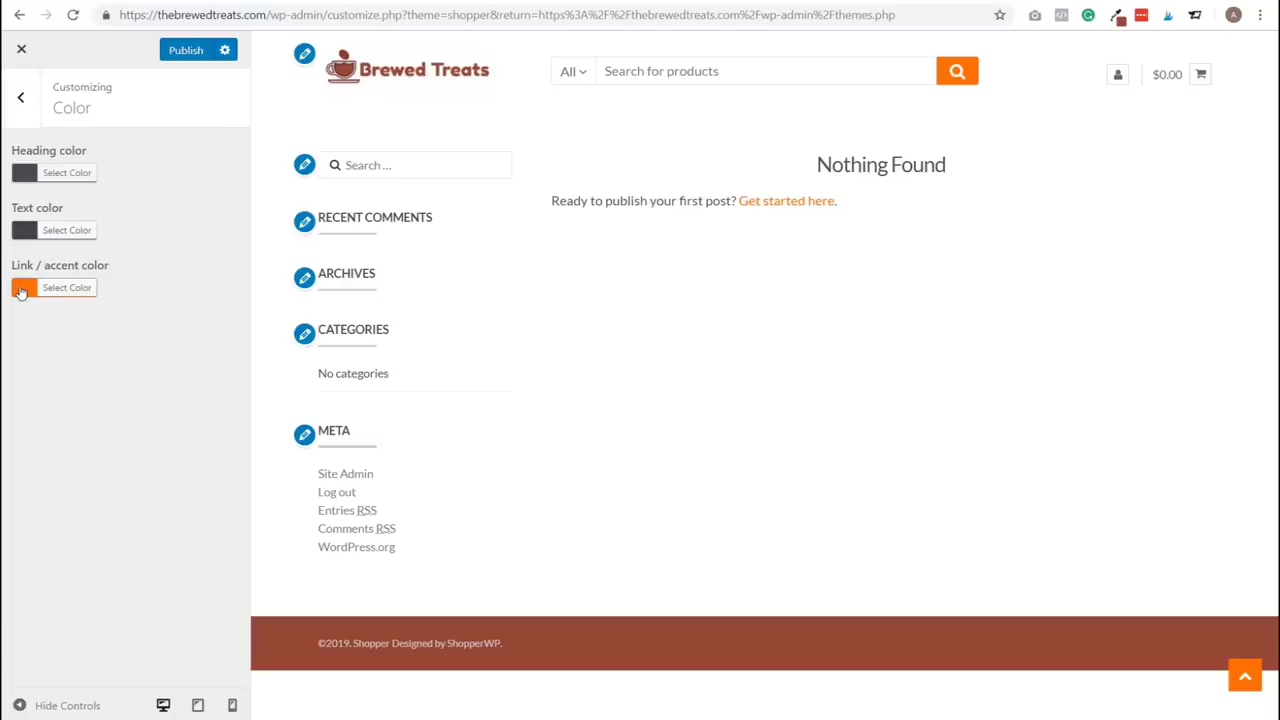 https://thebrewedtreats.com/wp-admin/customize.php?theme=shopper&return=https%3A%2F%2Fthebrewedtreats.com%2Fwp-admin%2Fthemes.php
A
Publish
Customizing
Color
Heading color
Select Color
Text color
Select Color
Link / accent color
Select Color
Hide Controls
Brewed Treats
All
Search for products
$0.00
Search ...
RECENT COMMENTS
ARCHIVES
CATEGORIES
No categories
META
Site Admin
Log out
Entries RSS
Comments RSS
WordPress.org
Nothing Found
Ready to publish your first post? Get started here.
©2019. Shopper Designed by ShopperWP.